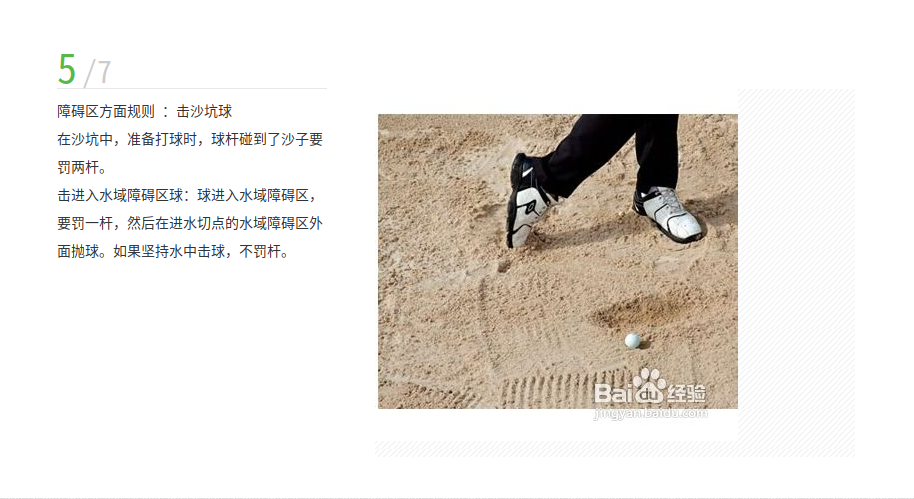 5/7
障碍区方面规则 ：击沙坑球
在沙坑中，准备打球时，球杆碰到了沙子要
罚两杆。
击进入水域障碍区球：球进入水域障碍区，
要罚一杆，然后在进水切点的水域障碍区外
面抛球。如果坚持水中击球，不罚杆。
Baidu经验
jingyan.baidu.com